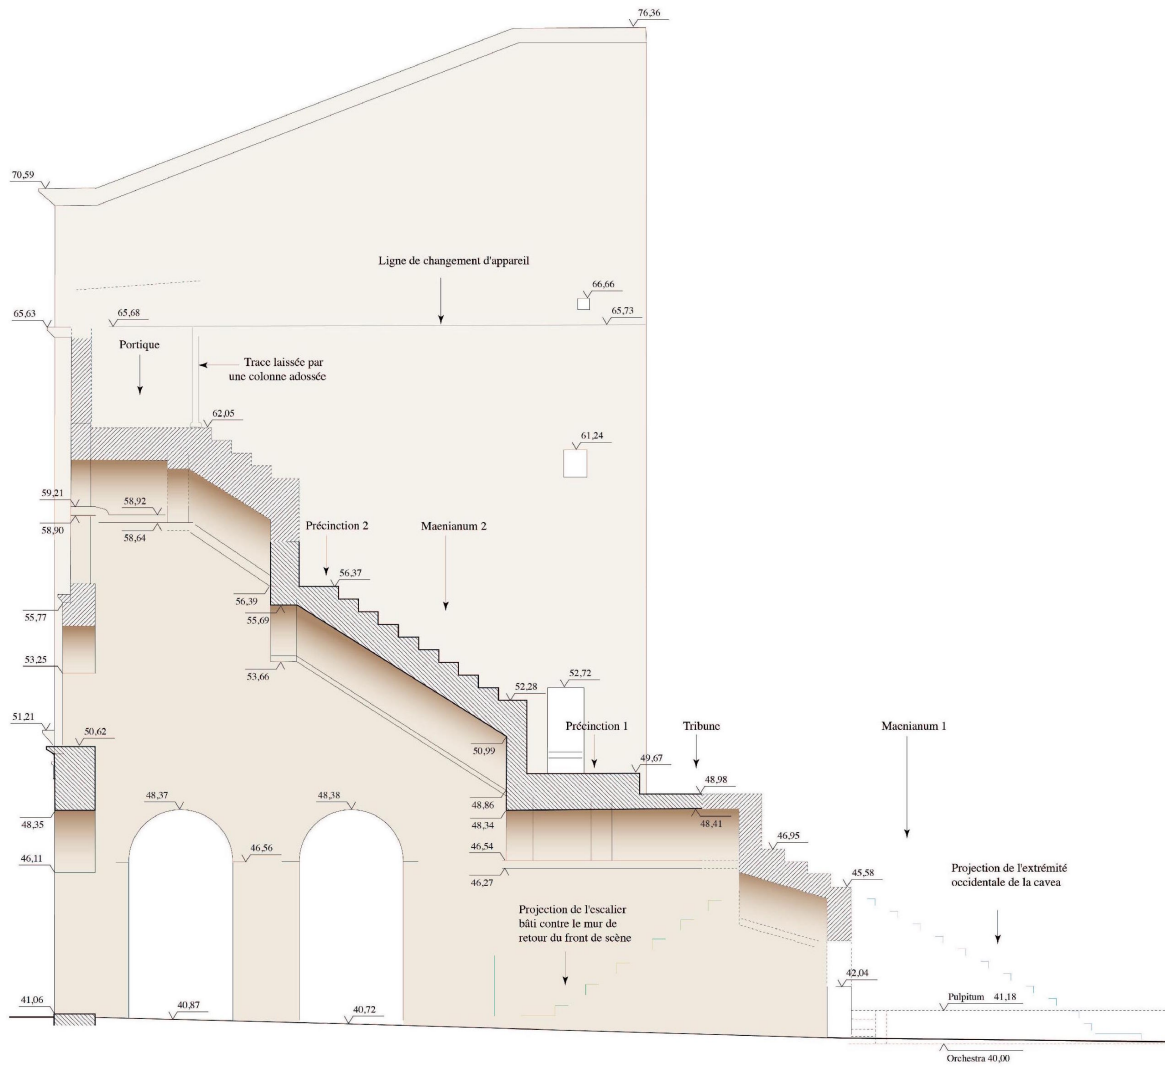 76,36
70,59
Ligne de changement d'appareil
66,66
65,63
65,68
65,73
Portique
Trace laissée par
une colonne adossée
62,05
61,24
59,21
58,92
58,90
58,64
Précinction 2
Maenianum 2
56,37
56,39
55,77
55,69
53,25
53,66
52,28
52,72
51,21
50,62
50,99
Précinction 1
Tribune
Maenianum 1
49,67
48,98
48,37
48,38
48,86
48,35
48,34
48,41
46,11
46,56
46,54
46,27
46,95
45,58
Projection de l'extrémité
occidentale de la cavea
Projection de l'escalier
bâti contre le mur de
retour du front de scène
42,04
41,06
40,87
40,72
Pulpitum 41,18
Orchestra 40,00